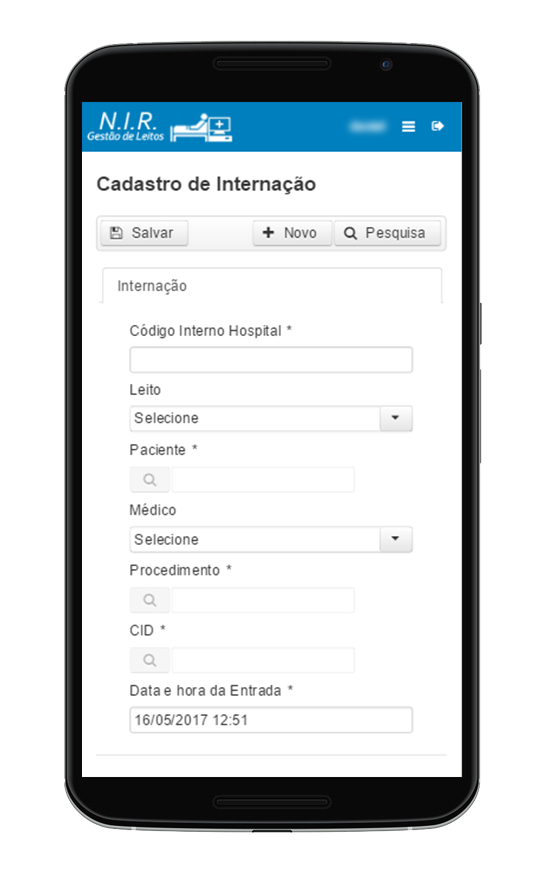 N.I.R.
Gestão de Leitos
Cadastro de Internação
Salvar
Novo
Pesquisa
Internação
Código Interno Hospital *
Leito
Selecione
Paciente *
Médico
Selecione
Procedimento *
CID *
Data e hora da Entrada *
16/05/2017 12:51